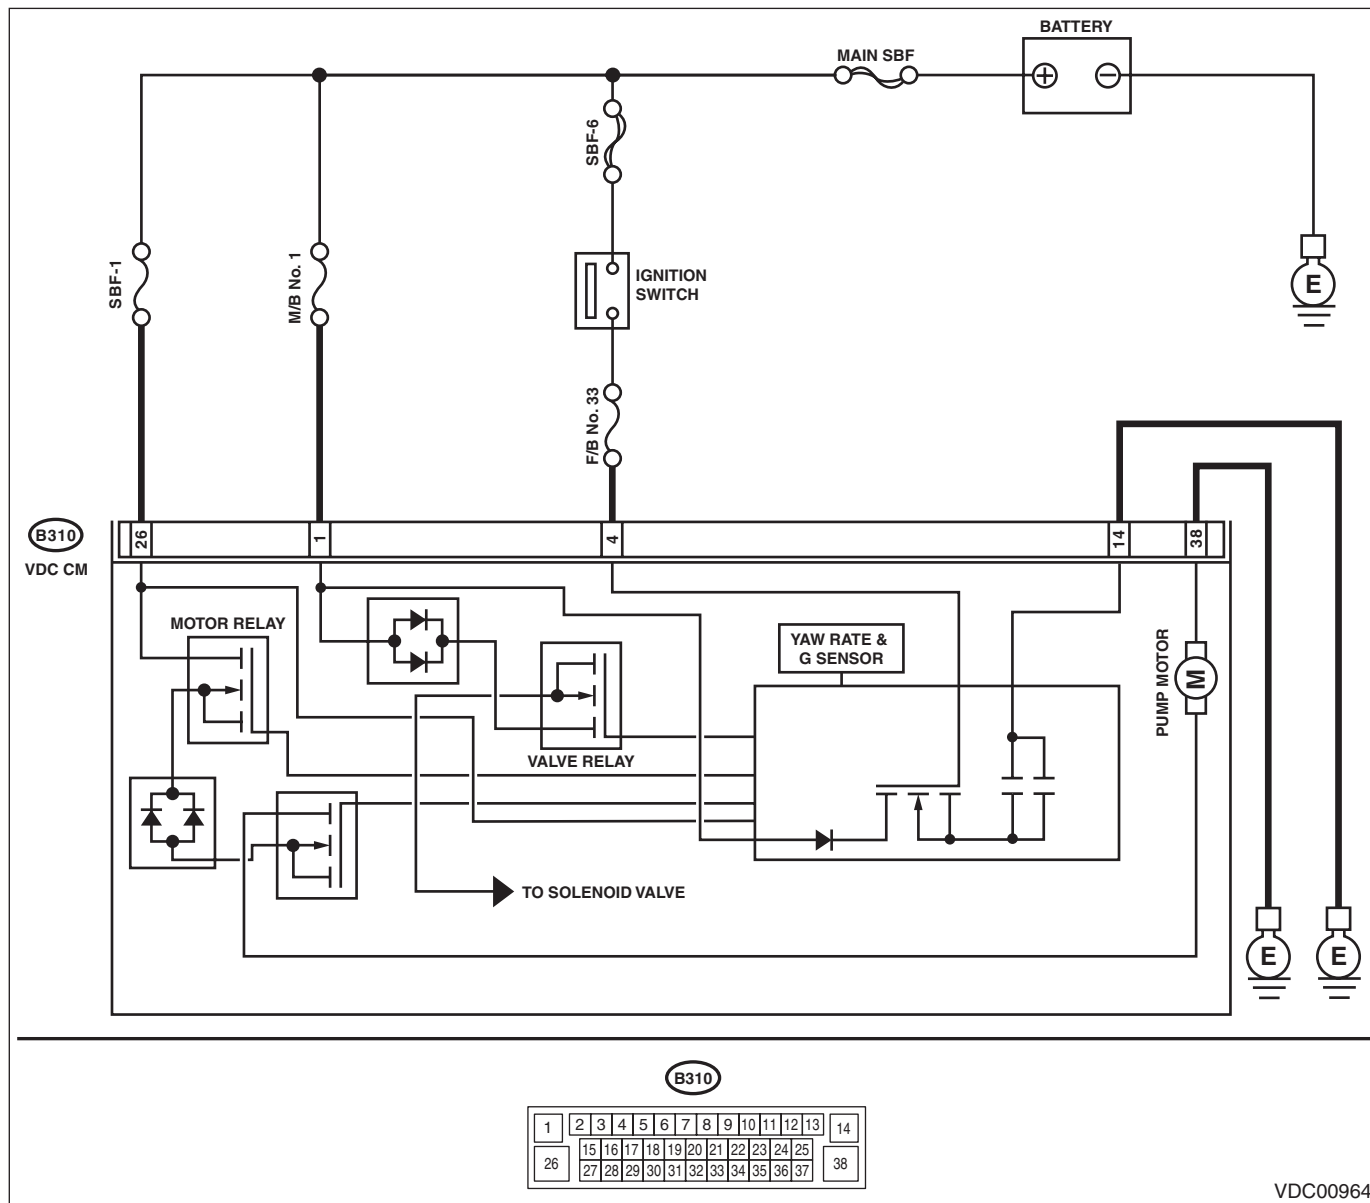 BATTERY
MAIN SBF
+
−
SBF-6
SBF-1
M/B No. 1
IGNITION
SWITCH
E
F/B No. 33
B310
VDC CM
26
1
4
14
38
MOTOR RELAY
YAW RATE &
G SENSOR
PUMP MOTOR
M
VALVE RELAY
TO SOLENOID VALVE
E
E
B310
1 2 3 4 5 6 7 8 9 10 11 12 13 14
15 16 17 18 19 20 21 22 23 24 25
26 27 28 29 30 31 32 33 34 35 36 37 38
VDC00964